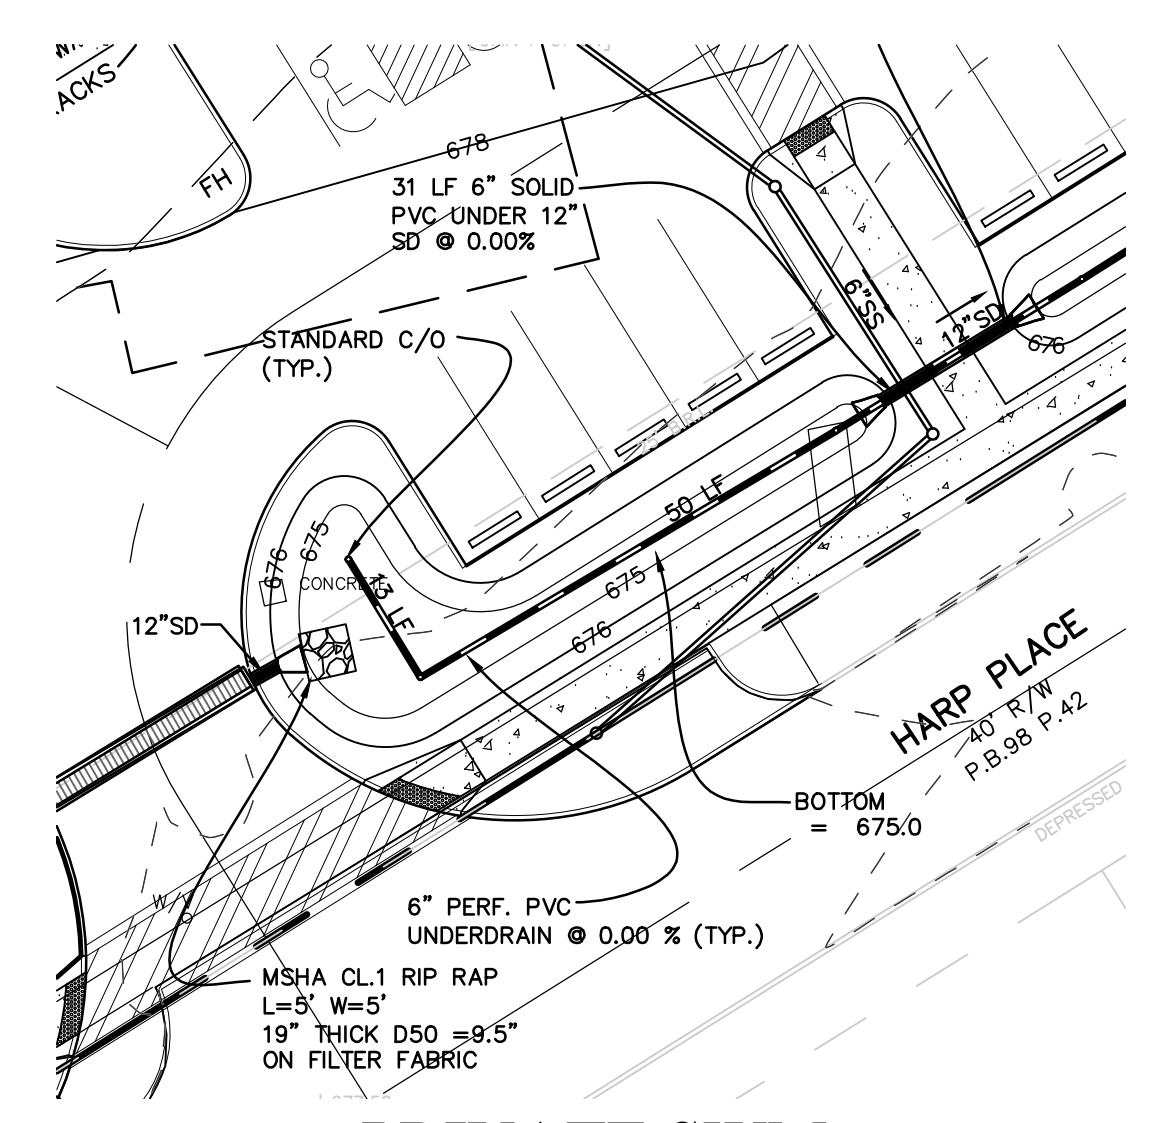 ACKS
FH
678
31 LF 6” SOLID
PVC UNDER 12”
SD @ 0.00%
STANDARD C/O
(TYP.)
6”SS
12”SD
676
25' B.R.L.
50 LF
675
676
CONCRETE
13 LF
675
676
12”SD
HARP PLACE
40' R/W
P.B.98 P.42
DEPRESSED
BOTTOM
= 675.0
6” PERF. PVC
UNDERDRAIN @ 0.00 % (TYP.)
MSHA CL.1 RIP RAP
L=5’ W=5’
19” THICK D50 =9.5”
ON FILTER FABRIC